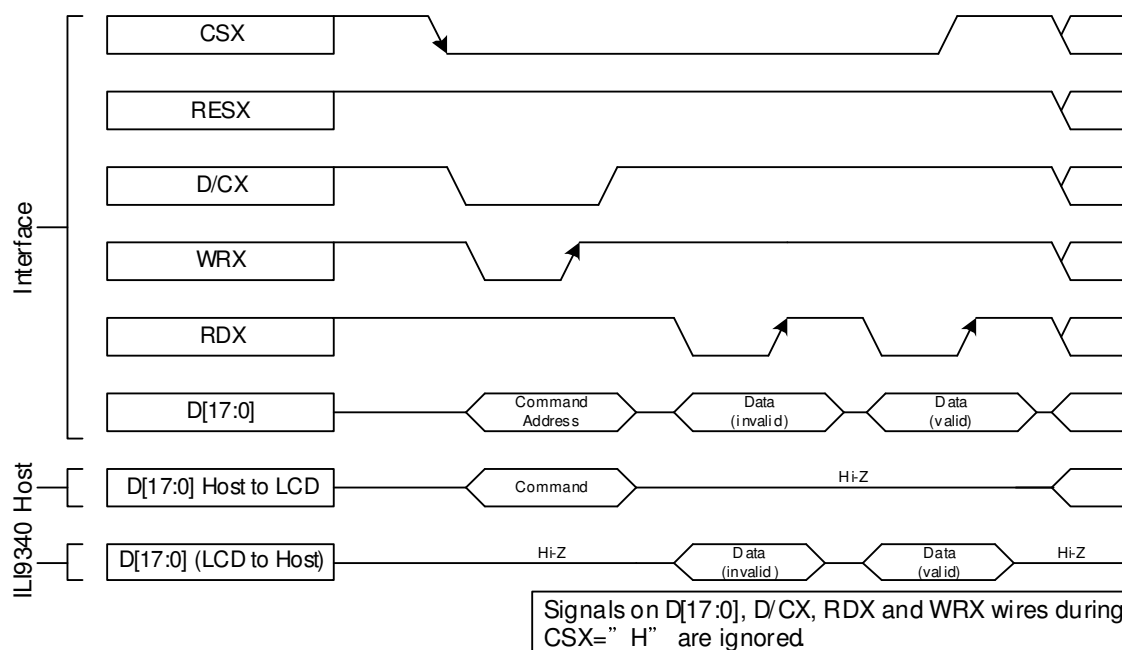 CSX
RESX
D/CX
WRX
RDX
D[17:0]
Command
Address
Data
(invalid)
Data
(valid)
Interface
D[17:0] Host to LCD
Command
Hi-Z
Host
D[17:0] (LCD to Host)
Hi-Z
Data
(invalid)
Data
(valid)
Hi-Z
ILI9340
Signals on D[17:0], D/CX, RDX and WRX wires during
CSX=”H” are ignored.